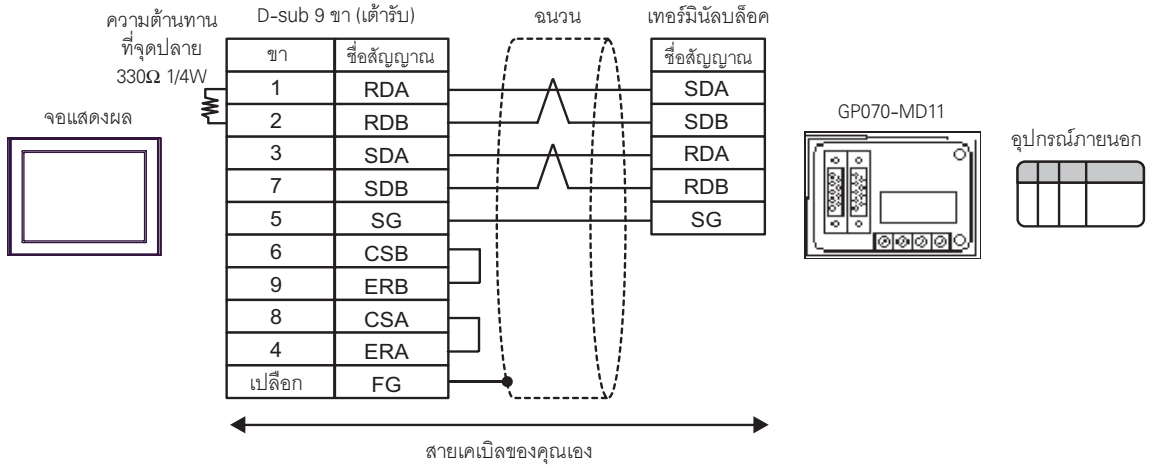 ความต้านทาน
ที่จุดปลาย
330Ω 1/4W
D-sub 9 ขา (เต้ารับ)
ฉนวน
เทอร์มินัลบล็อค
ขา ชื่อสัญญาณ
ชื่อสัญญาณ
1 RDA SDA
2 RDB SDB
3 SDA RDA
7 SDB RDB
5 SG SG
6 CSB
9 ERB
8 CSA
4 ERA
เปลือก FG
จอแสดงผล
GP070-MD11
อุปกรณ์ภายนอก
สายเคเบิลของคุณเอง